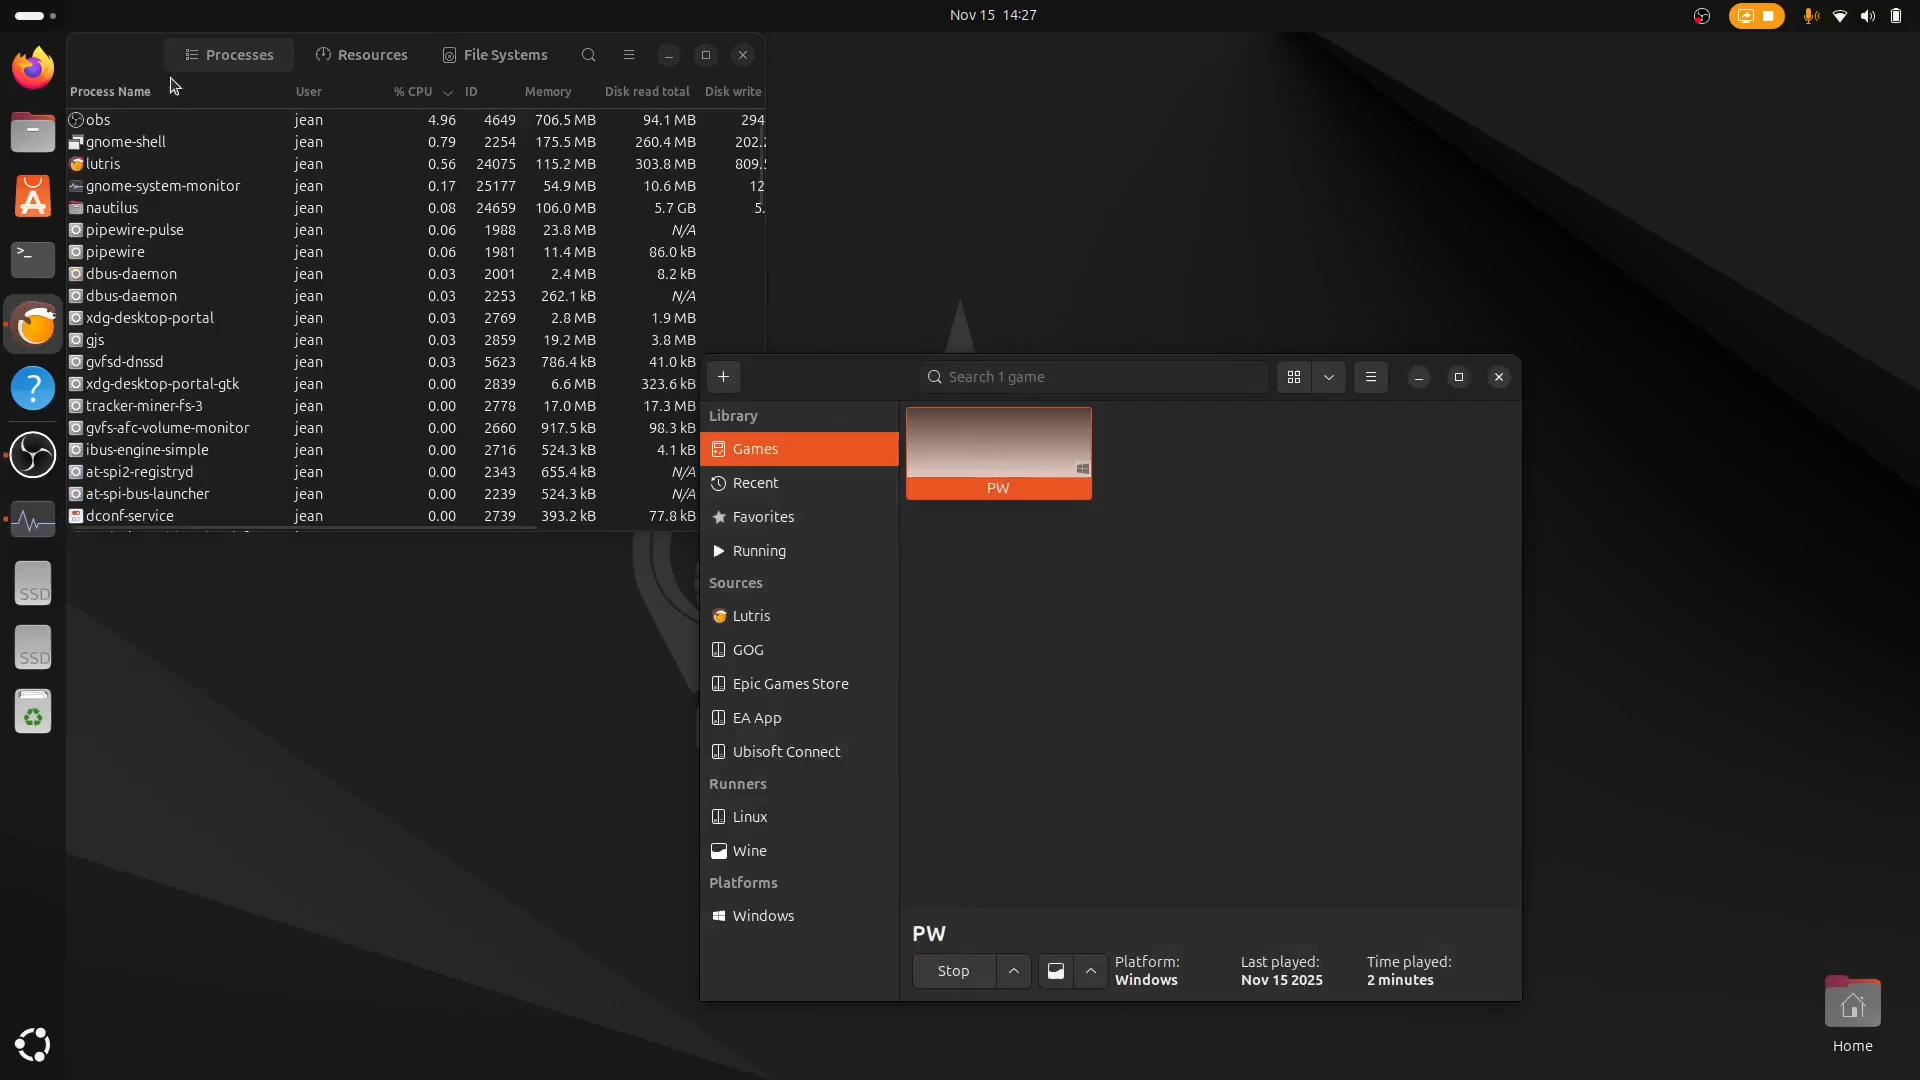 Nov 15 14:27
Processes Resources File Systems
Process Name User % CPU ID Memory Disk read total Disk write
obs jean 4.96 4649 706.5 MB 94.1 MB 294
gnome-shell jean 0.79 2254 175.5 MB 260.4 MB 202.
lutris jean 0.56 24075 115.2 MB 303.8 MB 809.
gnome-system-monitor jean 0.17 25177 54.9 MB 10.6 MB 12
nautilus jean 0.08 24659 106.0 MB 5.7 GB 5.
pipewire-pulse jean 0.06 1988 23.8 MB N/A
pipewire jean 0.06 1981 11.4 MB 86.0 kB
dbus-daemon jean 0.03 2001 2.4 MB 8.2 kB
dbus-daemon jean 0.03 2253 262.1 kB N/A
xdg-desktop-portal jean 0.03 2769 2.8 MB 1.9 MB
gjs jean 0.03 2859 19.2 MB 3.8 MB
gvfsd-dnssd jean 0.03 5623 786.4 kB 41.0 kB
xdg-desktop-portal-gtk jean 0.00 2839 6.6 MB 323.6 kB
tracker-miner-fs-3 jean 0.00 2778 17.0 MB 17.3 MB
gvfs-afc-volume-monitor jean 0.00 2660 917.5 kB 98.3 kB
ibus-engine-simple jean 0.00 2716 524.3 kB 4.1 kB
at-spi2-registryd jean 0.00 2343 655.4 kB N/A
at-spi-bus-launcher jean 0.00 2239 524.3 kB N/A
dconf-service jean 0.00 2739 393.2 kB 77.8 kB
SSD
SSD
Search 1 game
Library
Games
Recent
Favorites
Running
Sources
Lutris
GOG
Epic Games Store
EA App
Ubisoft Connect
Runners
Linux
Wine
Platforms
Windows
PW
PW
Stop
Platform:
Windows
Last played:
Nov 15 2025
Time played:
2 minutes
Home